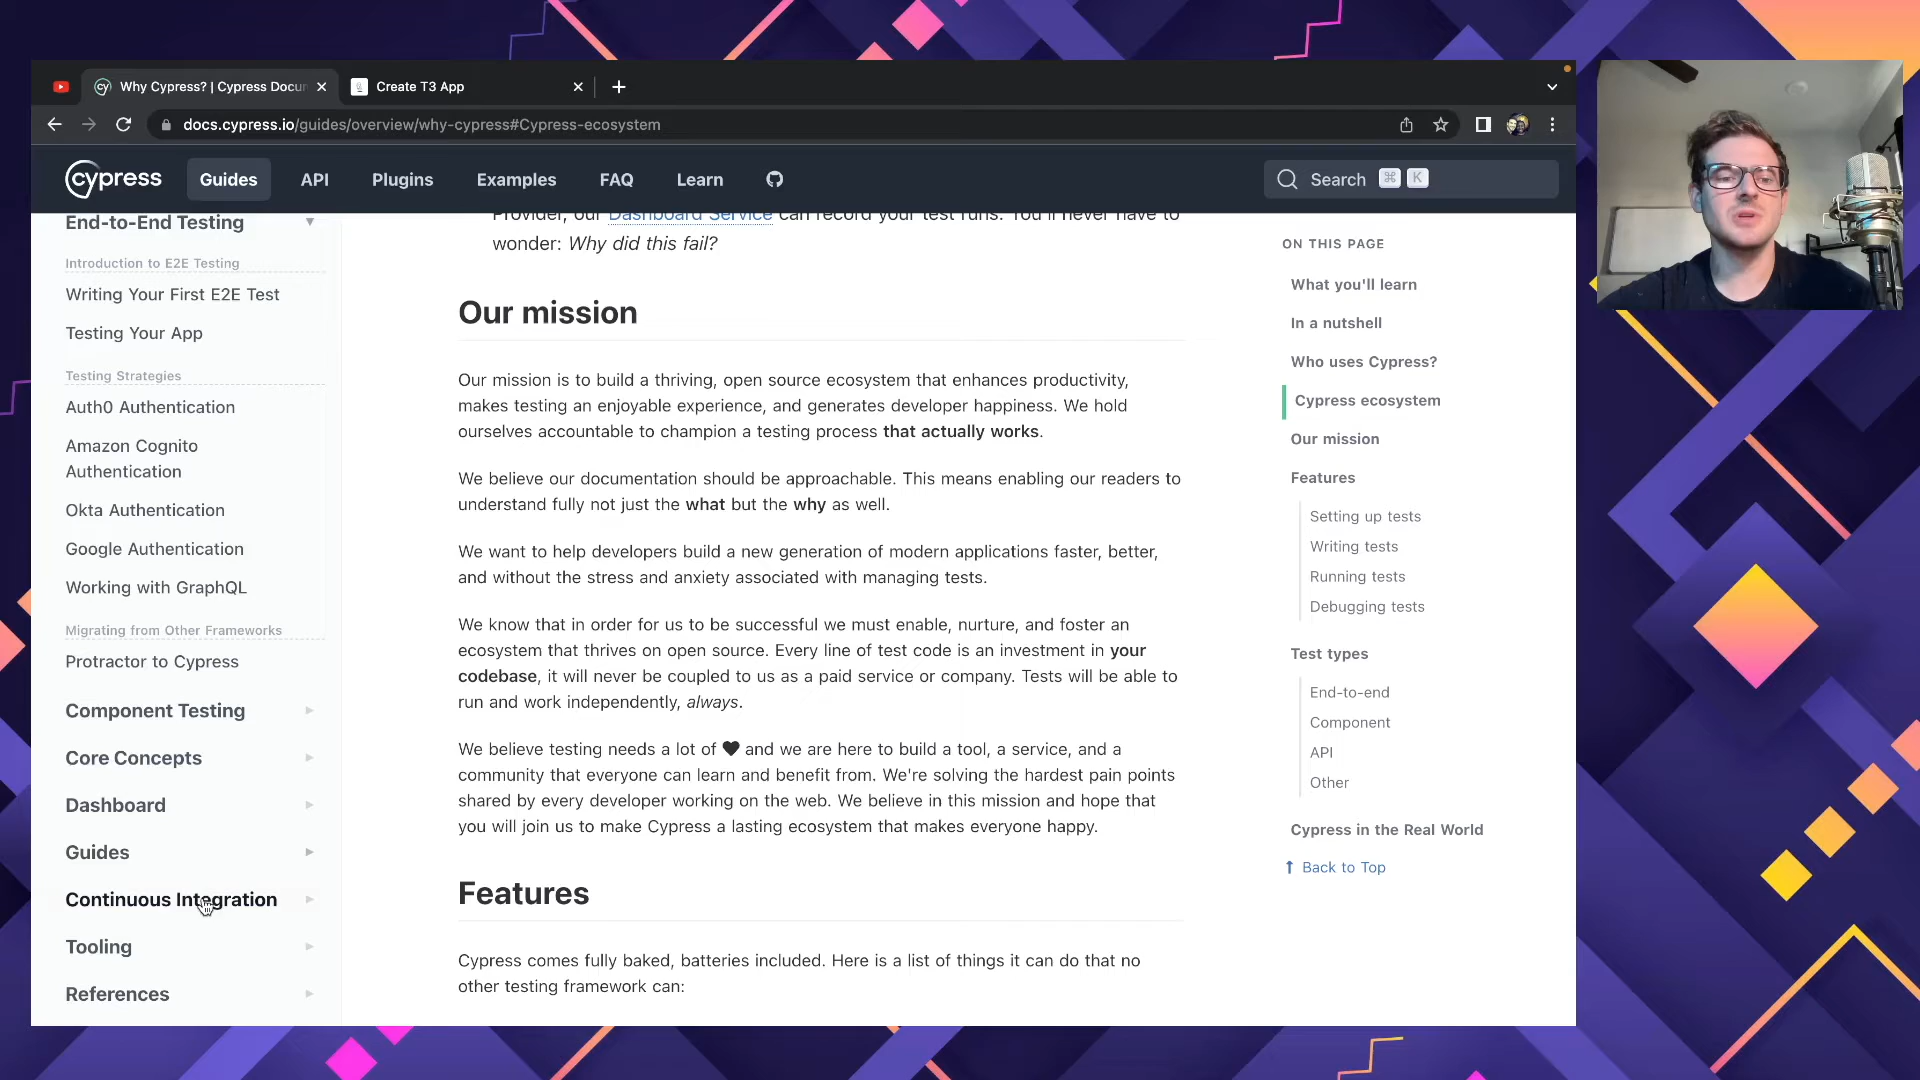 Why Cypress? | Cypress Docu
Create T3 App
docs.cypress.io/guides/overview/why-cypress#Cypress-ecosystem
cypress
Guides
API
Plugins
Examples
FAQ
Learn
Search ⌘ K
End-to-End Testing
Introduction to E2E Testing
Writing Your First E2E Test
Testing Your App
Testing Strategies
Auth0 Authentication
Amazon Cognito
Authentication
Okta Authentication
Google Authentication
Working with GraphQL
Migrating from Other Frameworks
Protractor to Cypress
Component Testing
Core Concepts
Dashboard
Guides
Continuous Integration
Tooling
References
Provider, our Dashboard Service can record your test runs. You'll never have to
wonder: Why did this fail?
Our mission
Our mission is to build a thriving, open source ecosystem that enhances productivity,
makes testing an enjoyable experience, and generates developer happiness. We hold
ourselves accountable to champion a testing process that actually works.
We believe our documentation should be approachable. This means enabling our readers to
understand fully not just the what but the why as well.
We want to help developers build a new generation of modern applications faster, better,
and without the stress and anxiety associated with managing tests.
We know that in order for us to be successful we must enable, nurture, and foster an
ecosystem that thrives on open source. Every line of test code is an investment in your
codebase, it will never be coupled to us as a paid service or company. Tests will be able to
run and work independently, always.
We believe testing needs a lot of ♥ and we are here to build a tool, a service, and a
community that everyone can learn and benefit from. We're solving the hardest pain points
shared by every developer working on the web. We believe in this mission and hope that
you will join us to make Cypress a lasting ecosystem that makes everyone happy.
Features
Cypress comes fully baked, batteries included. Here is a list of things it can do that no
other testing framework can:
ON THIS PAGE
What you'll learn
In a nutshell
Who uses Cypress?
Cypress ecosystem
Our mission
Features
Setting up tests
Writing tests
Running tests
Debugging tests
Test types
End-to-end
Component
API
Other
Cypress in the Real World
↑ Back to Top